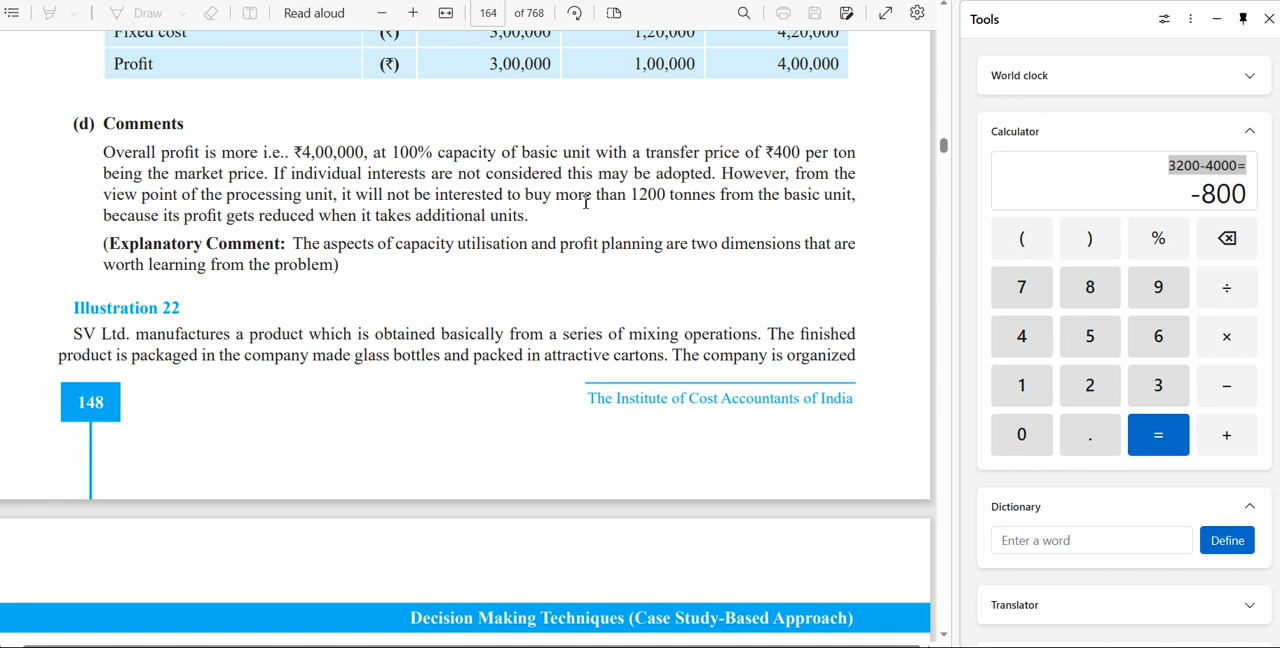 Draw
Read aloud
164 of 768
Fixed cost (₹) 3,00,000 1,20,000 4,20,000
Profit (₹) 3,00,000 1,00,000 4,00,000
(d) Comments
Overall profit is more i.e.. ₹4,00,000, at 100% capacity of basic unit with a transfer price of ₹400 per ton
being the market price. If individual interests are not considered this may be adopted. However, from the
view point of the processing unit, it will not be interested to buy more than 1200 tonnes from the basic unit,
because its profit gets reduced when it takes additional units.
(Explanatory Comment: The aspects of capacity utilisation and profit planning are two dimensions that are
worth learning from the problem)
Illustration 22
SV Ltd. manufactures a product which is obtained basically from a series of mixing operations. The finished
product is packaged in the company made glass bottles and packed in attractive cartons. The company is organized
148
The Institute of Cost Accountants of India
Decision Making Techniques (Case Study-Based Approach)
Tools
World clock
Calculator
3200-4000=
-800
( ) %
7 8 9 ÷
4 5 6 ×
1 2 3 −
0 . = +
Dictionary
Enter a word
Define
Translator